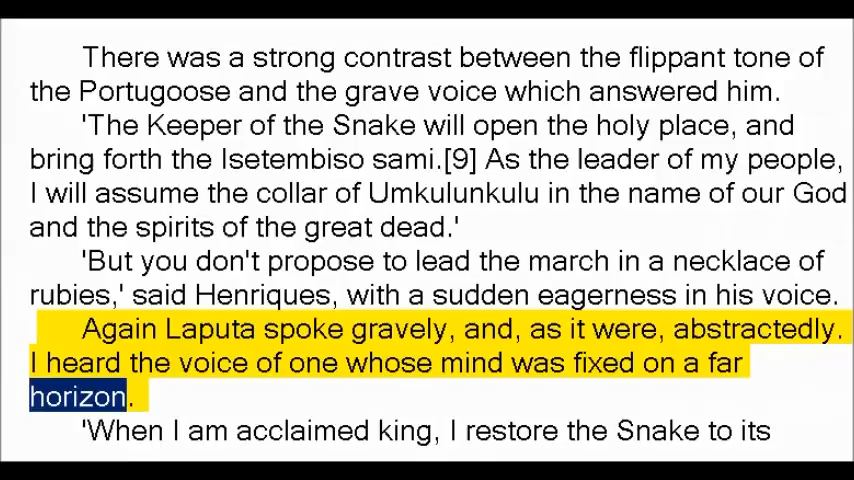 There was a strong contrast between the flippant tone of
the Portugoose and the grave voice which answered him.
'The Keeper of the Snake will open the holy place, and
bring forth the Isetembiso sami.[9] As the leader of my people,
I will assume the collar of Umkulunkulu in the name of our God
and the spirits of the great dead.'
'But you don't propose to lead the march in a necklace of
rubies,' said Henriques, with a sudden eagerness in his voice.
Again Laputa spoke gravely, and, as it were, abstractedly.
I heard the voice of one whose mind was fixed on a far
horizon.
'When I am acclaimed king, I restore the Snake to its